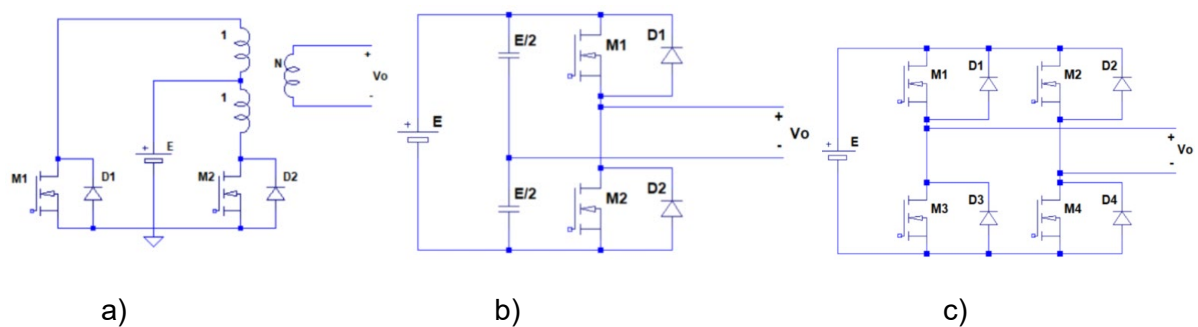 1
N
+
Vo
-
1
+
E
M1
D1
M2
D2
a)
E/2
M1
D1
+
E
+
Vo
-
E/2
M2
D2
b)
M1
D1
M2
D2
+
E
+
Vo
-
M3
D3
M4
D4
c)